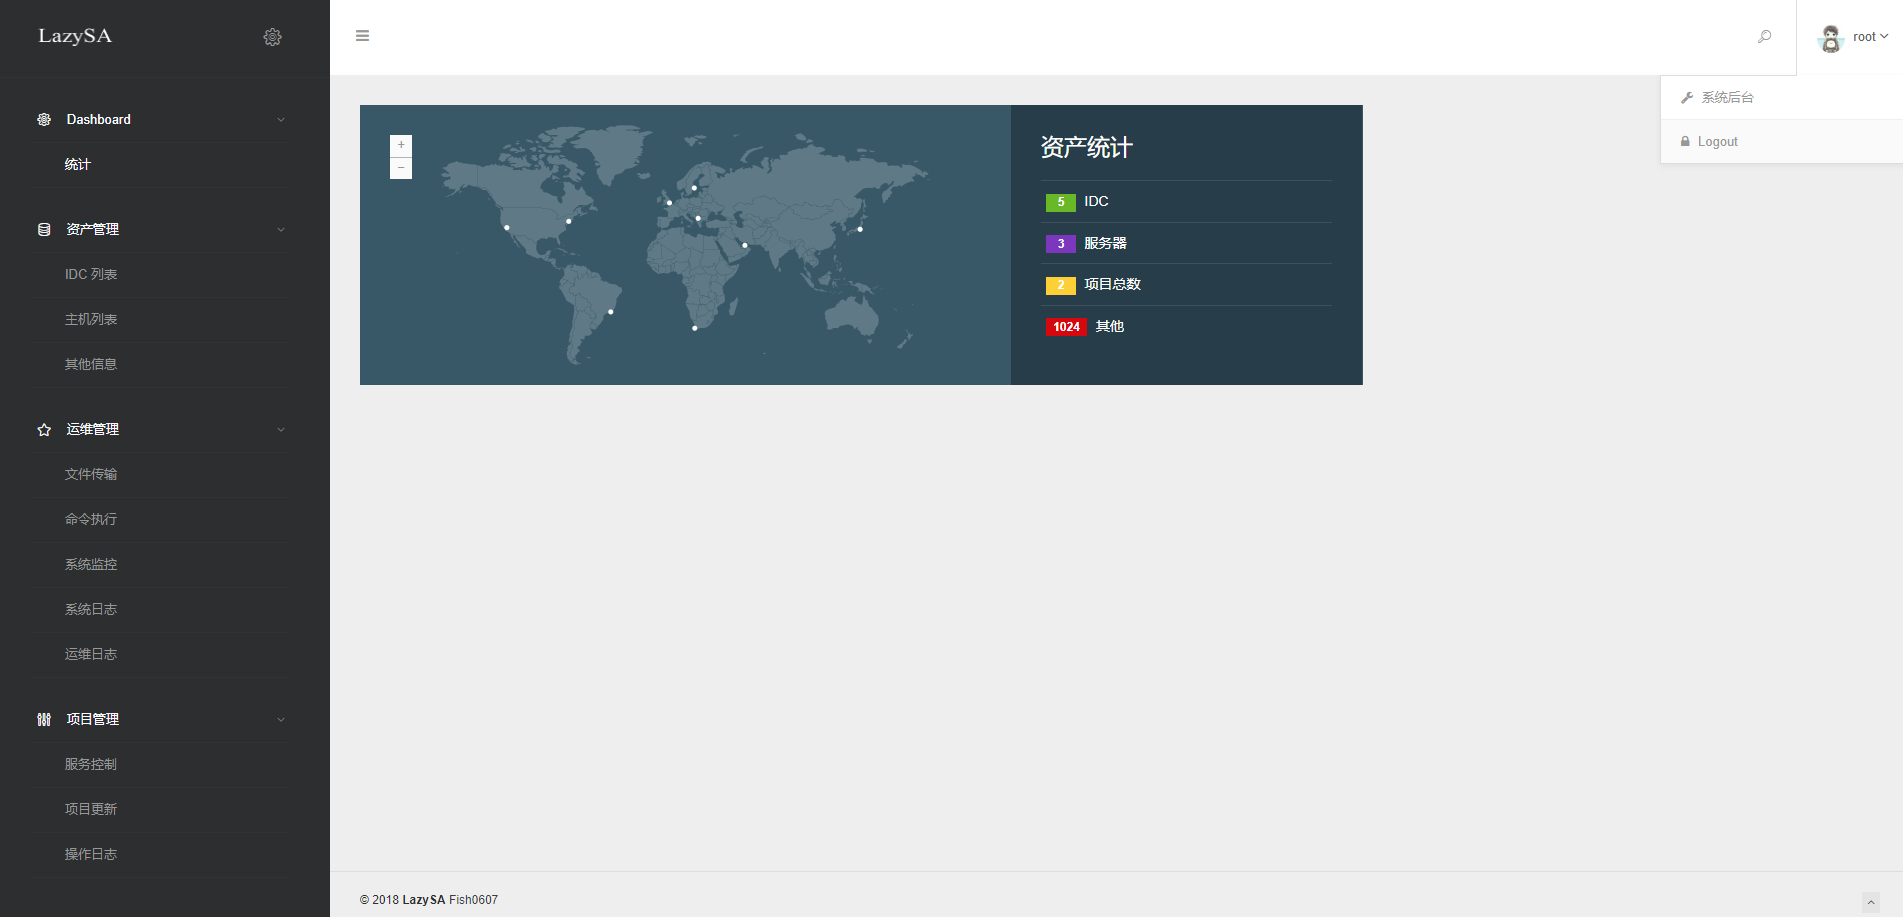 LazySA
Dashboard
统计
资产管理
IDC 列表
主机列表
其他信息
运维管理
文件传输
命令执行
系统监控
系统日志
运维日志
项目管理
服务控制
项目更新
操作日志
root
系统后台
Logout
+
−
资产统计
5 IDC
3 服务器
2 项目总数
1024 其他
© 2018 LazySA Fish0607